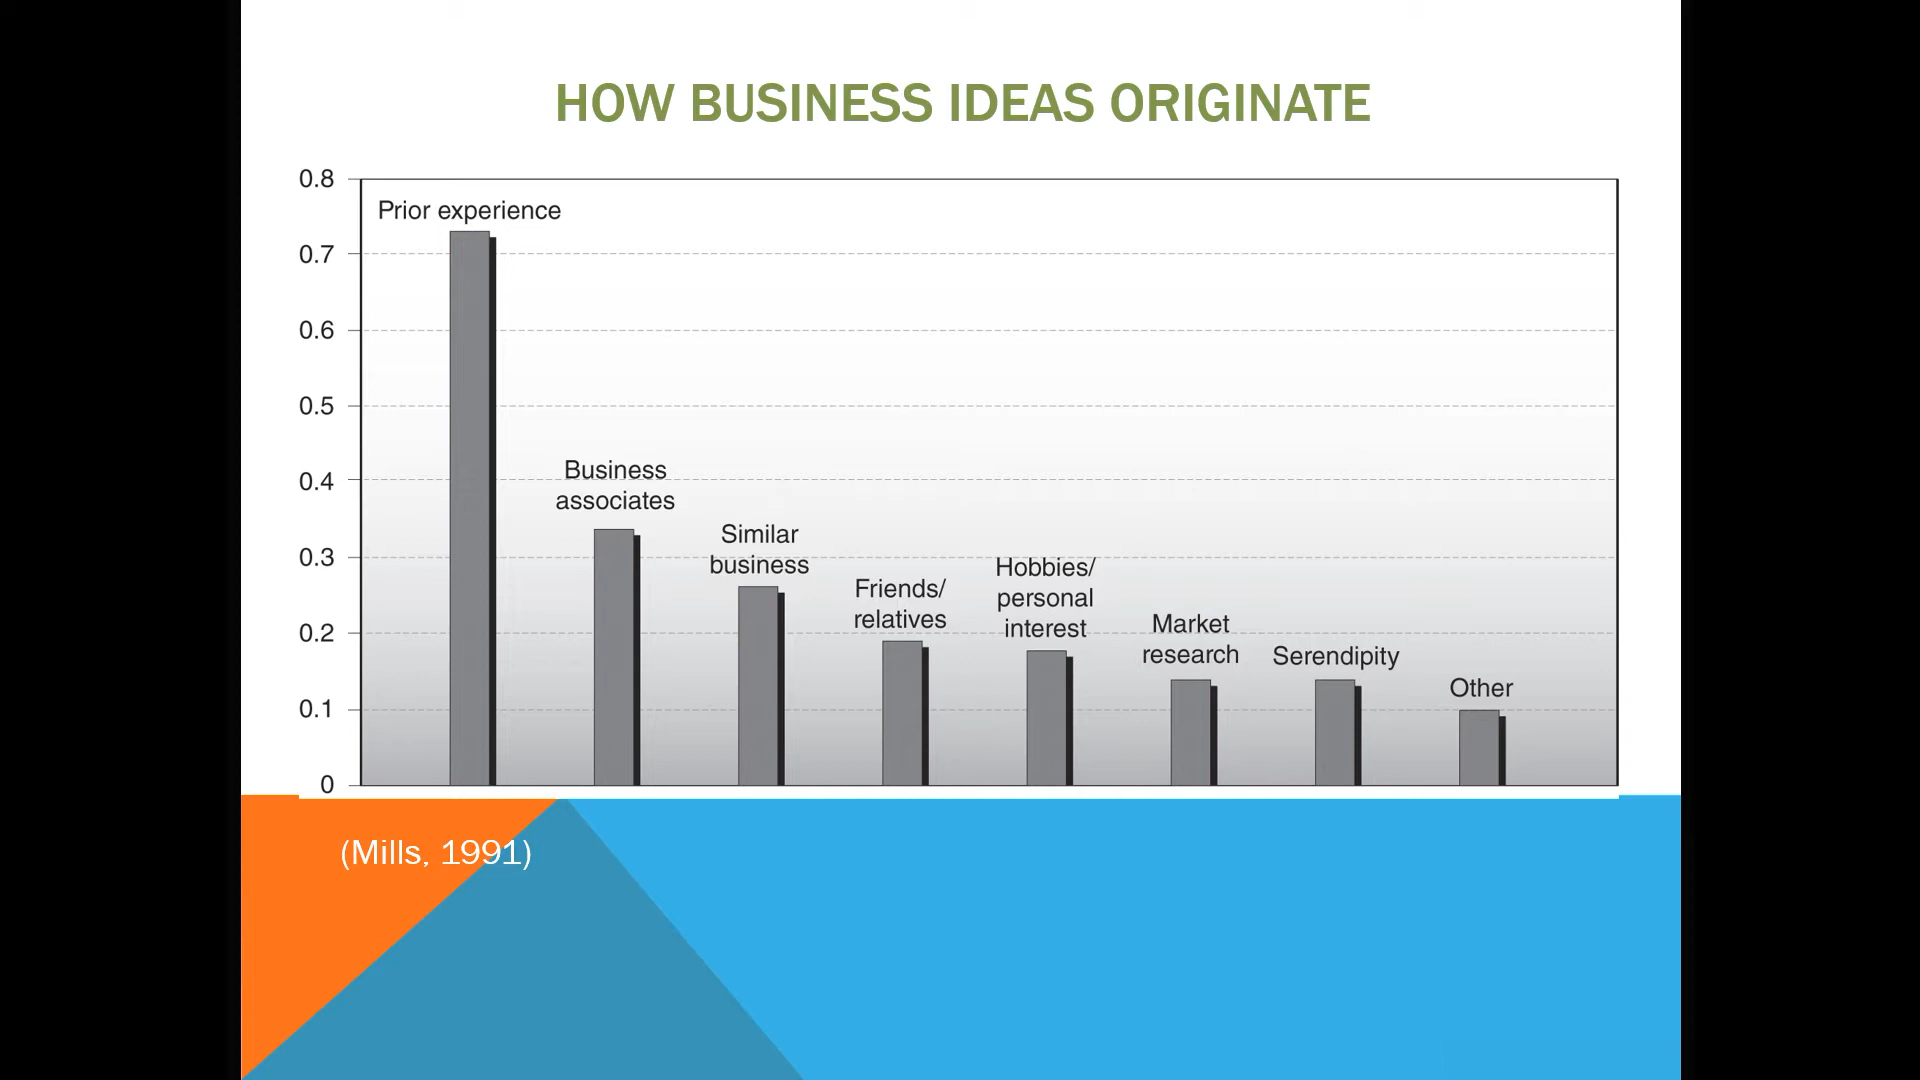 HOW BUSINESS IDEAS ORIGINATE
0.8
Prior experience
0.7
0.6
0.5
Business
associates
0.4
Similar
business
0.3
Friends/
relatives
Hobbies/
personal
interest
Market
research
Serendipity
0.2
Other
0.1
0
(Mills, 1991)